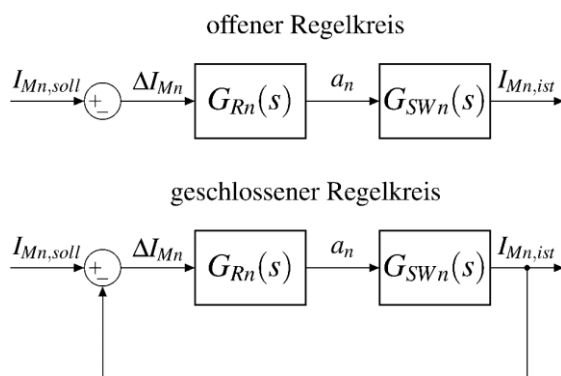 offener Regelkreis
I_{Mn,soll} + − ΔI_{Mn} G_{Rn}(s) a_n G_{SWn}(s) I_{Mn,ist}
geschlossener Regelkreis
I_{Mn,soll} + − ΔI_{Mn} G_{Rn}(s) a_n G_{SWn}(s) I_{Mn,ist}